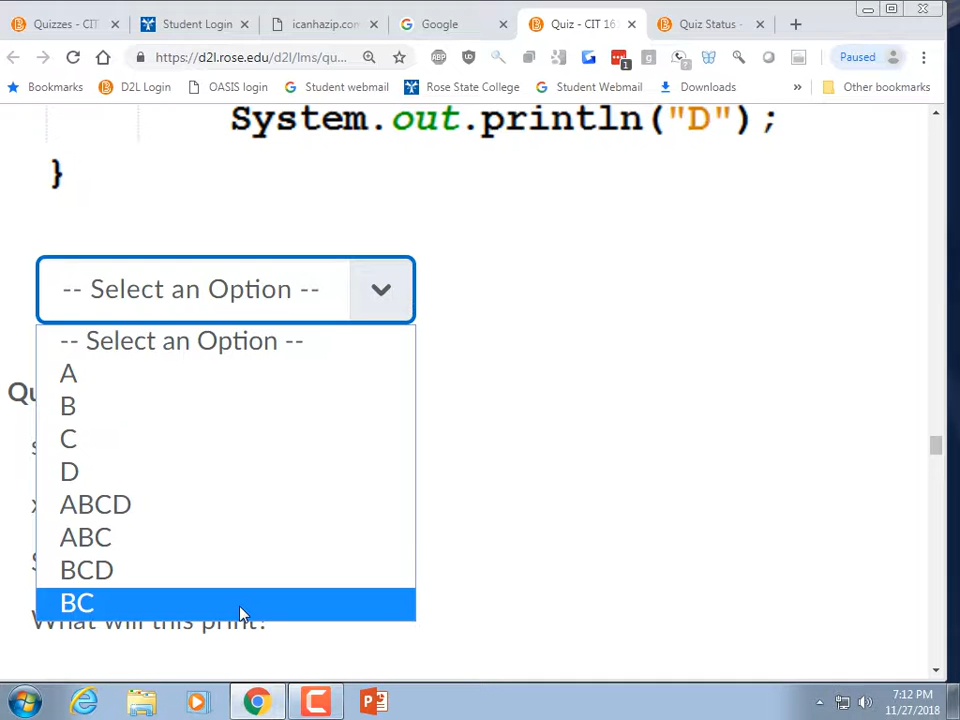 Quizzes - CIT
Student Login
icanhazip.com
Google
Quiz - CIT 16
Quiz Status -
https://d2l.rose.edu/d2l/lms/qu...
ABP
1
g
?
Paused
Bookmarks
D2L Login
OASIS login
Student webmail
Rose State College
Student Webmail
Downloads
»
Other bookmarks
System.out.println("D");
}
-- Select an Option --
-- Select an Option --
A
B
C
D
ABCD
ABC
BCD
BC
What will this print?
7:12 PM
11/27/2018